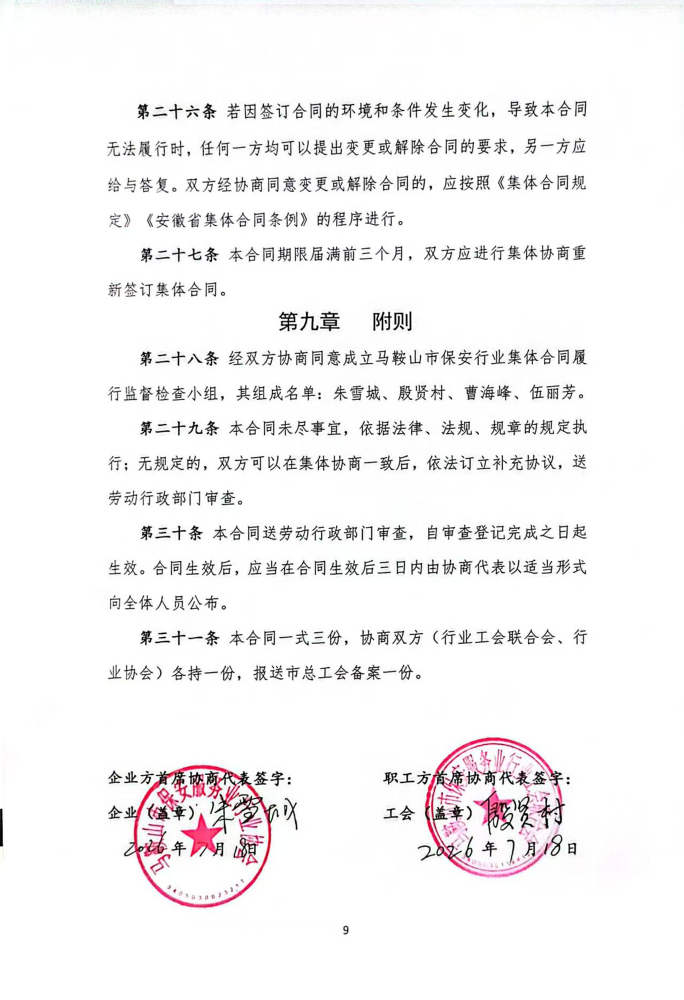 第二十六条 若因签订合同的环境和条件发生变化，导致本合同
无法履行时，任何一方均可以提出变更或解除合同的要求，另一方应
给与答复。双方经协商同意变更或解除合同的，应按照《集体合同规
定》《安徽省集体合同条例》的程序进行。
第二十七条 本合同期限届满前三个月，双方应进行集体协商重
新签订集体合同。
第九章 附则
第二十八条 经双方协商同意成立马鞍山市保安行业集体合同履
行监督检查小组，其组成名单：朱雪城、殷贤村、曹海峰、伍丽芳。
第二十九条 本合同未尽事宜，依据法律、法规、规章的规定执
行；无规定的，双方可以在集体协商一致后，依法订立补充协议，送
劳动行政部门审查。
第三十条 本合同送劳动行政部门审查，自审查登记完成之日起
生效。合同生效后，应当在合同生效后三日内由协商代表以适当形式
向全体人员公布。
第三十一条 本合同一式三份，协商双方（行业工会联合会、行
业协会）各持一份，报送市总工会备案一份。
企业方首席协商代表签字：
企业（盖章） 朱雪城
2026年7月18日
马鞍山市保安服务业行业协会
3405030023217
职工方首席协商代表签字：
工会（盖章） 殷贤村
2026年7月18日
9